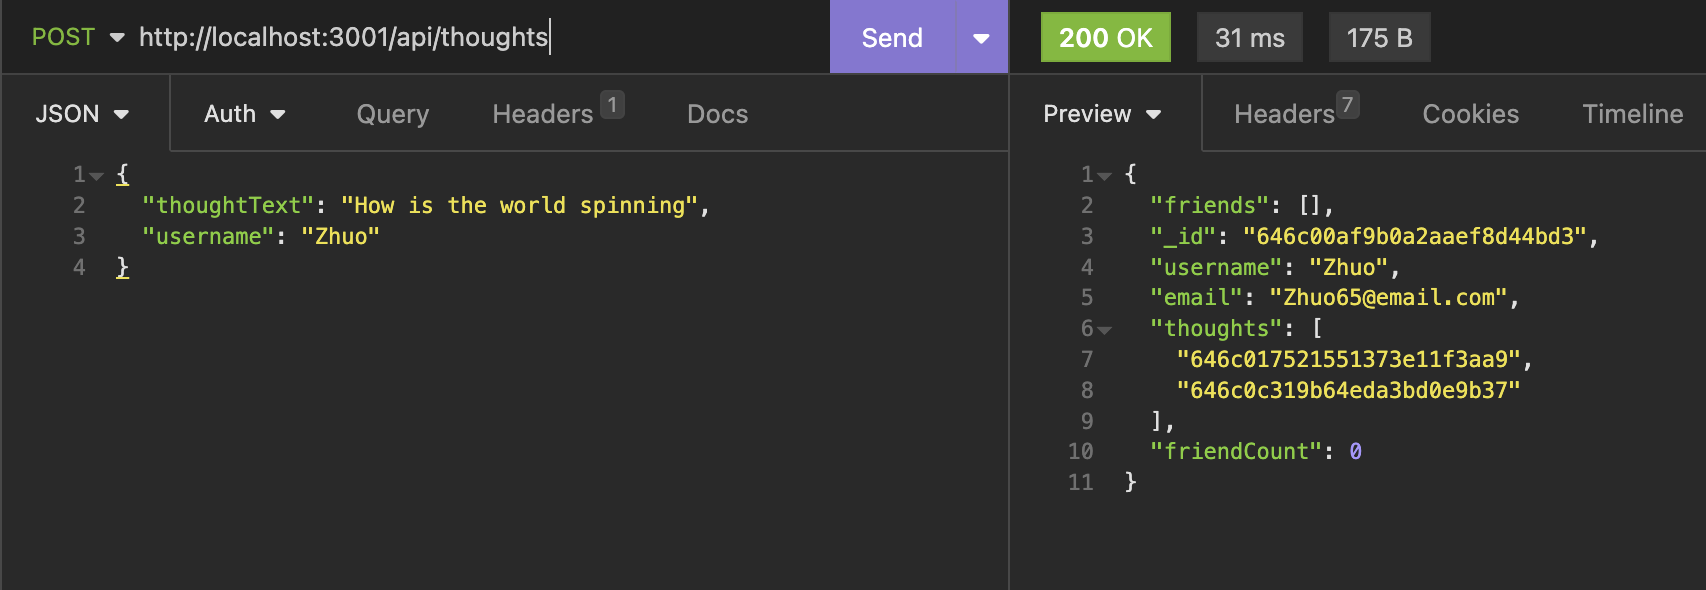 POST http://localhost:3001/api/thoughts Send 200 OK 31 ms 175 B
JSON Auth Query Headers 1 Docs Preview Headers 7 Cookies Timeline
1 {
2 "thoughtText": "How is the world spinning",
3 "username": "Zhuo"
4 }
1 {
2 "friends": [],
3 "_id": "646c00af9b0a2aaef8d44bd3",
4 "username": "Zhuo",
5 "email": "Zhuo65@email.com",
6 "thoughts": [
7 "646c017521551373e11f3aa9",
8 "646c0c319b64eda3bd0e9b37"
9 ],
10 "friendCount": 0
11 }